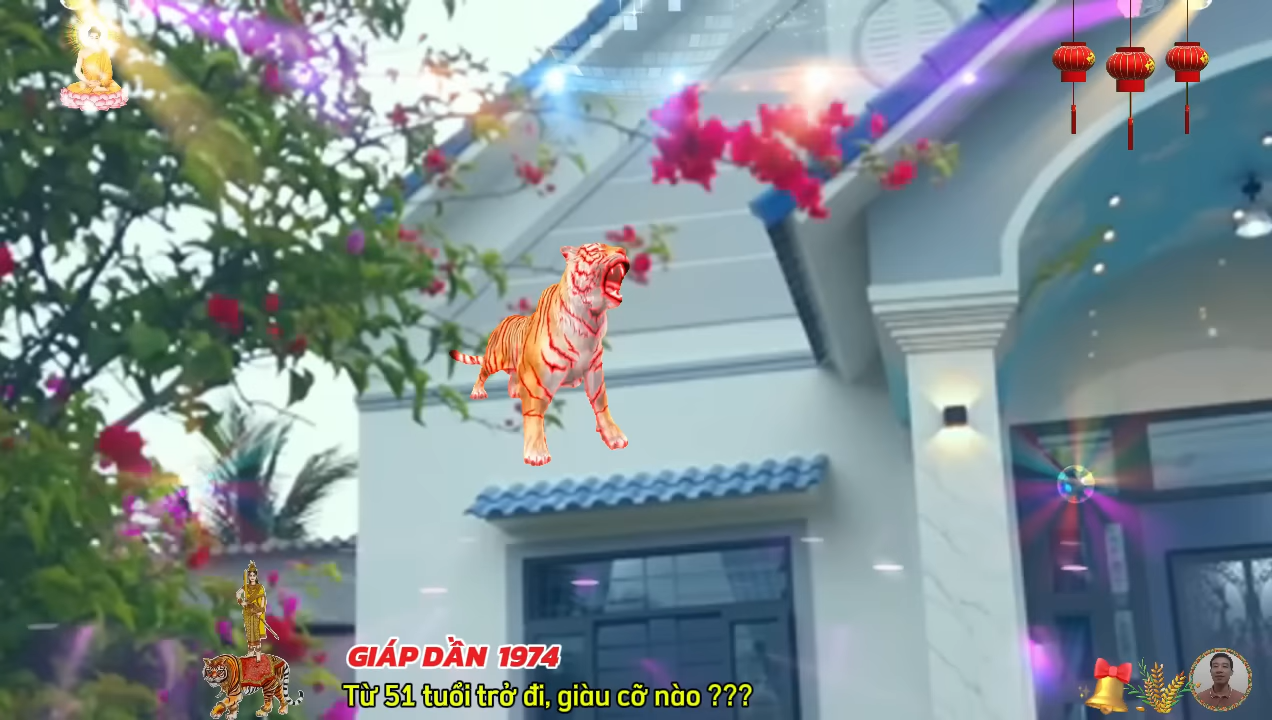 GIÁP DẦN 1974
Từ 51 tuổi trở đi, giàu cỡ nào ???